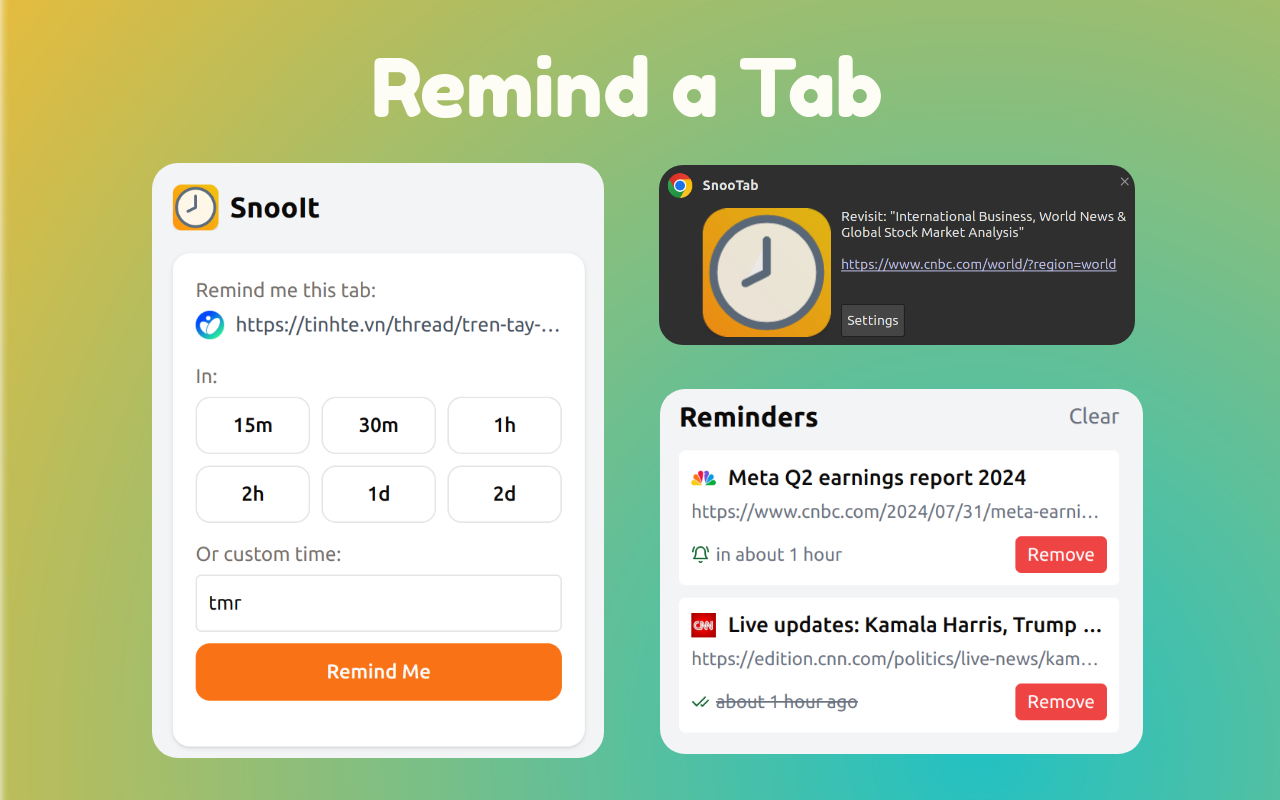 Remind a Tab
SnooIt
Remind me this tab:
https://tinhte.vn/thread/tren-tay-...
In:
15m
30m
1h
2h
1d
2d
Or custom time:
tmr
Remind Me
SnooTab
Revisit: "International Business, World News &
Global Stock Market Analysis"
https://www.cnbc.com/world/?region=world
Settings
Reminders
Clear
Meta Q2 earnings report 2024
https://www.cnbc.com/2024/07/31/meta-earni...
in about 1 hour
Remove
CNN
Live updates: Kamala Harris, Trump ...
https://edition.cnn.com/politics/live-news/kam...
about 1 hour ago
Remove